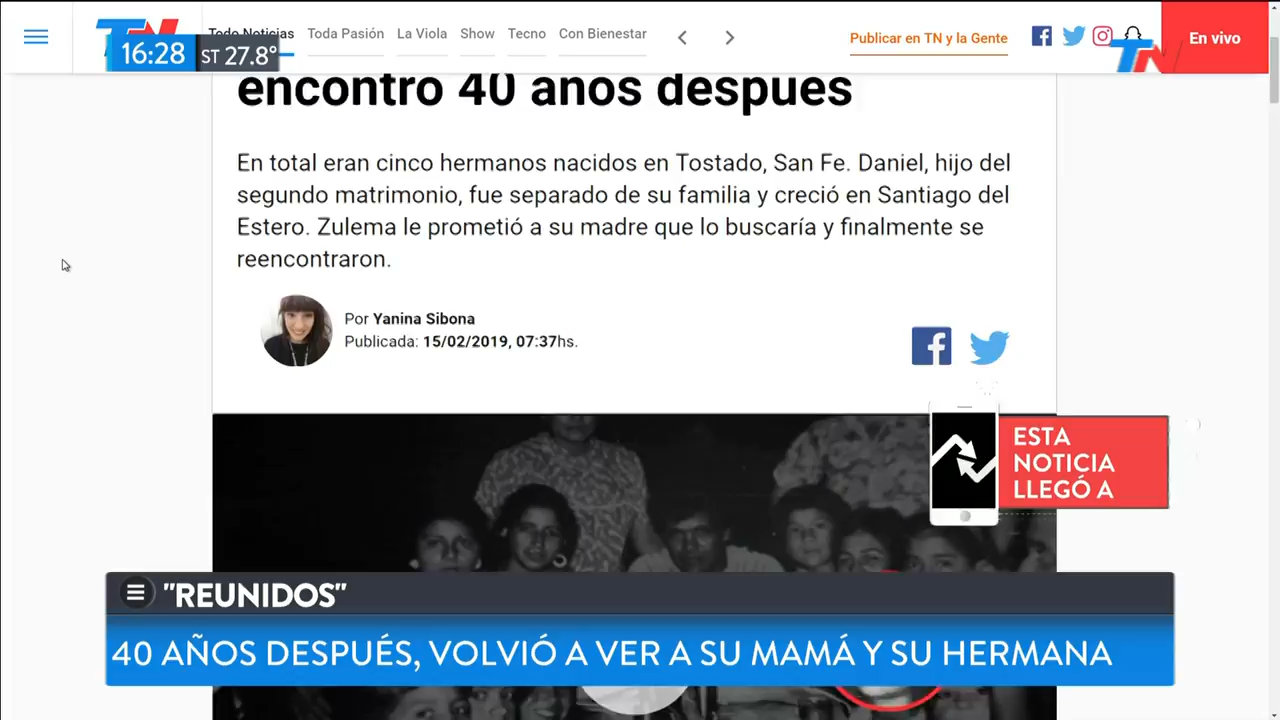 TN
16:28 ST 27.8°
Todo Noticias
Toda Pasión
La Viola
Show
Tecno
Con Bienestar
Publicar en TN y la Gente
En vivo
TN
encontró 40 años después
En total eran cinco hermanos nacidos en Tostado, San Fe. Daniel, hijo del
segundo matrimonio, fue separado de su familia y creció en Santiago del
Estero. Zulema le prometió a su madre que lo buscaría y finalmente se
reencontraron.
Por Yanina Sibona
Publicada: 15/02/2019, 07:37hs.
ESTA
NOTICIA
LLEGÓ A
"REUNIDOS"
40 AÑOS DESPUÉS, VOLVIÓ A VER A SU MAMÁ Y SU HERMANA